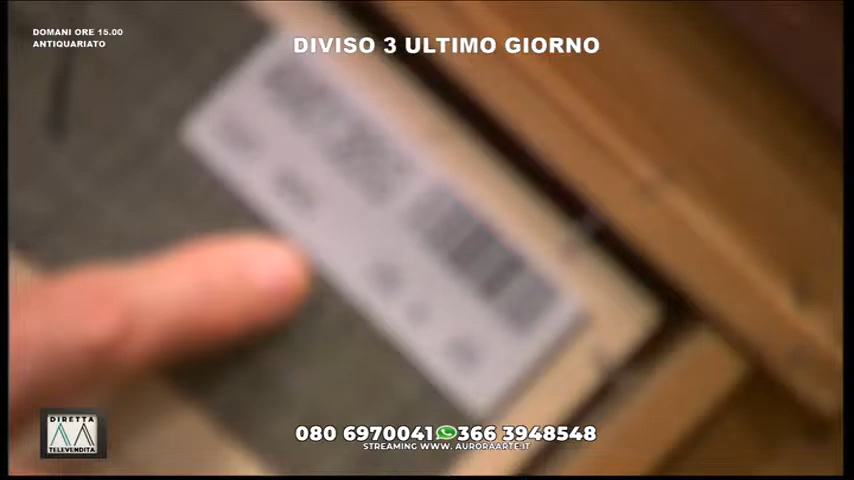 DOMANI ORE 15.00
ANTIQUARIATO
DIVISO 3 ULTIMO GIORNO
DIRETTA
TELEVENDITA
080 6970041 366 3948548
STREAMING WWW. AURORAARTE.IT